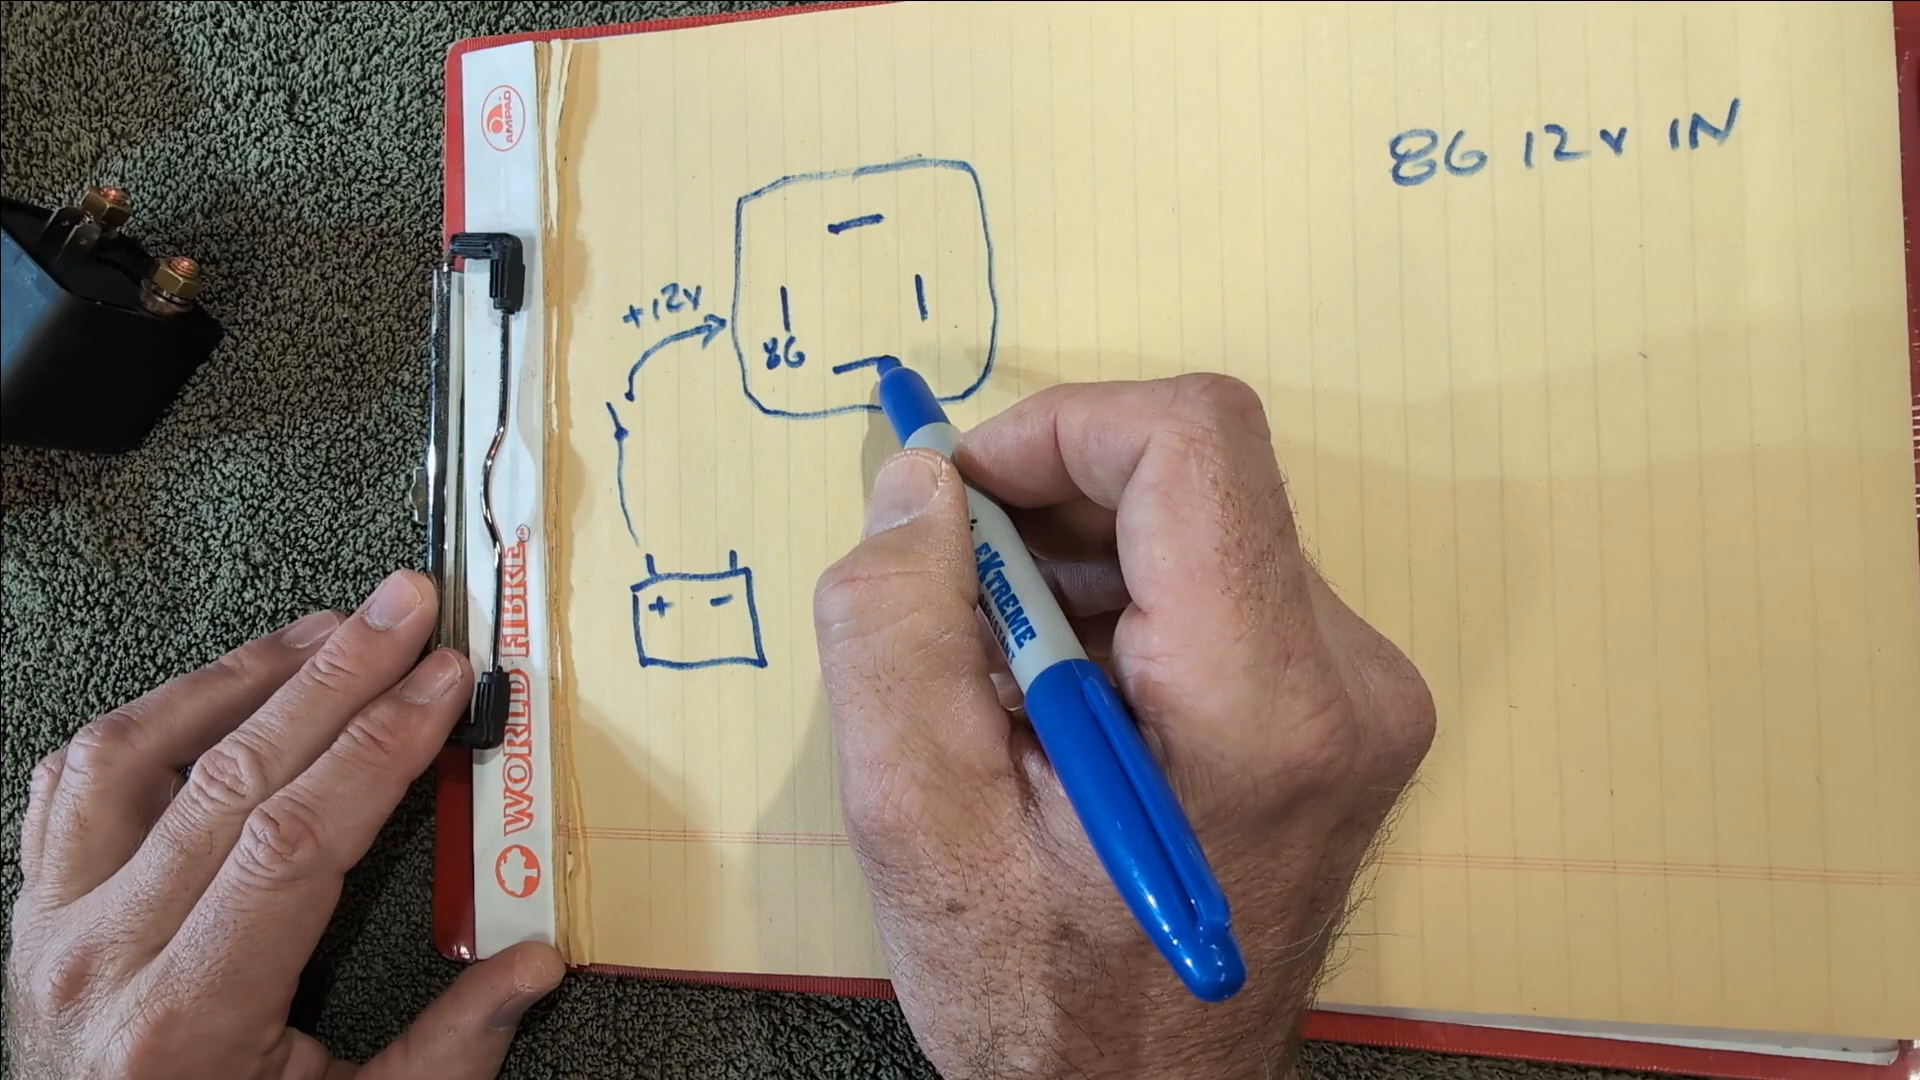 AMPAD
WORLD FIBRE
86 12V IN
+12V
86
+ -
EXTREME